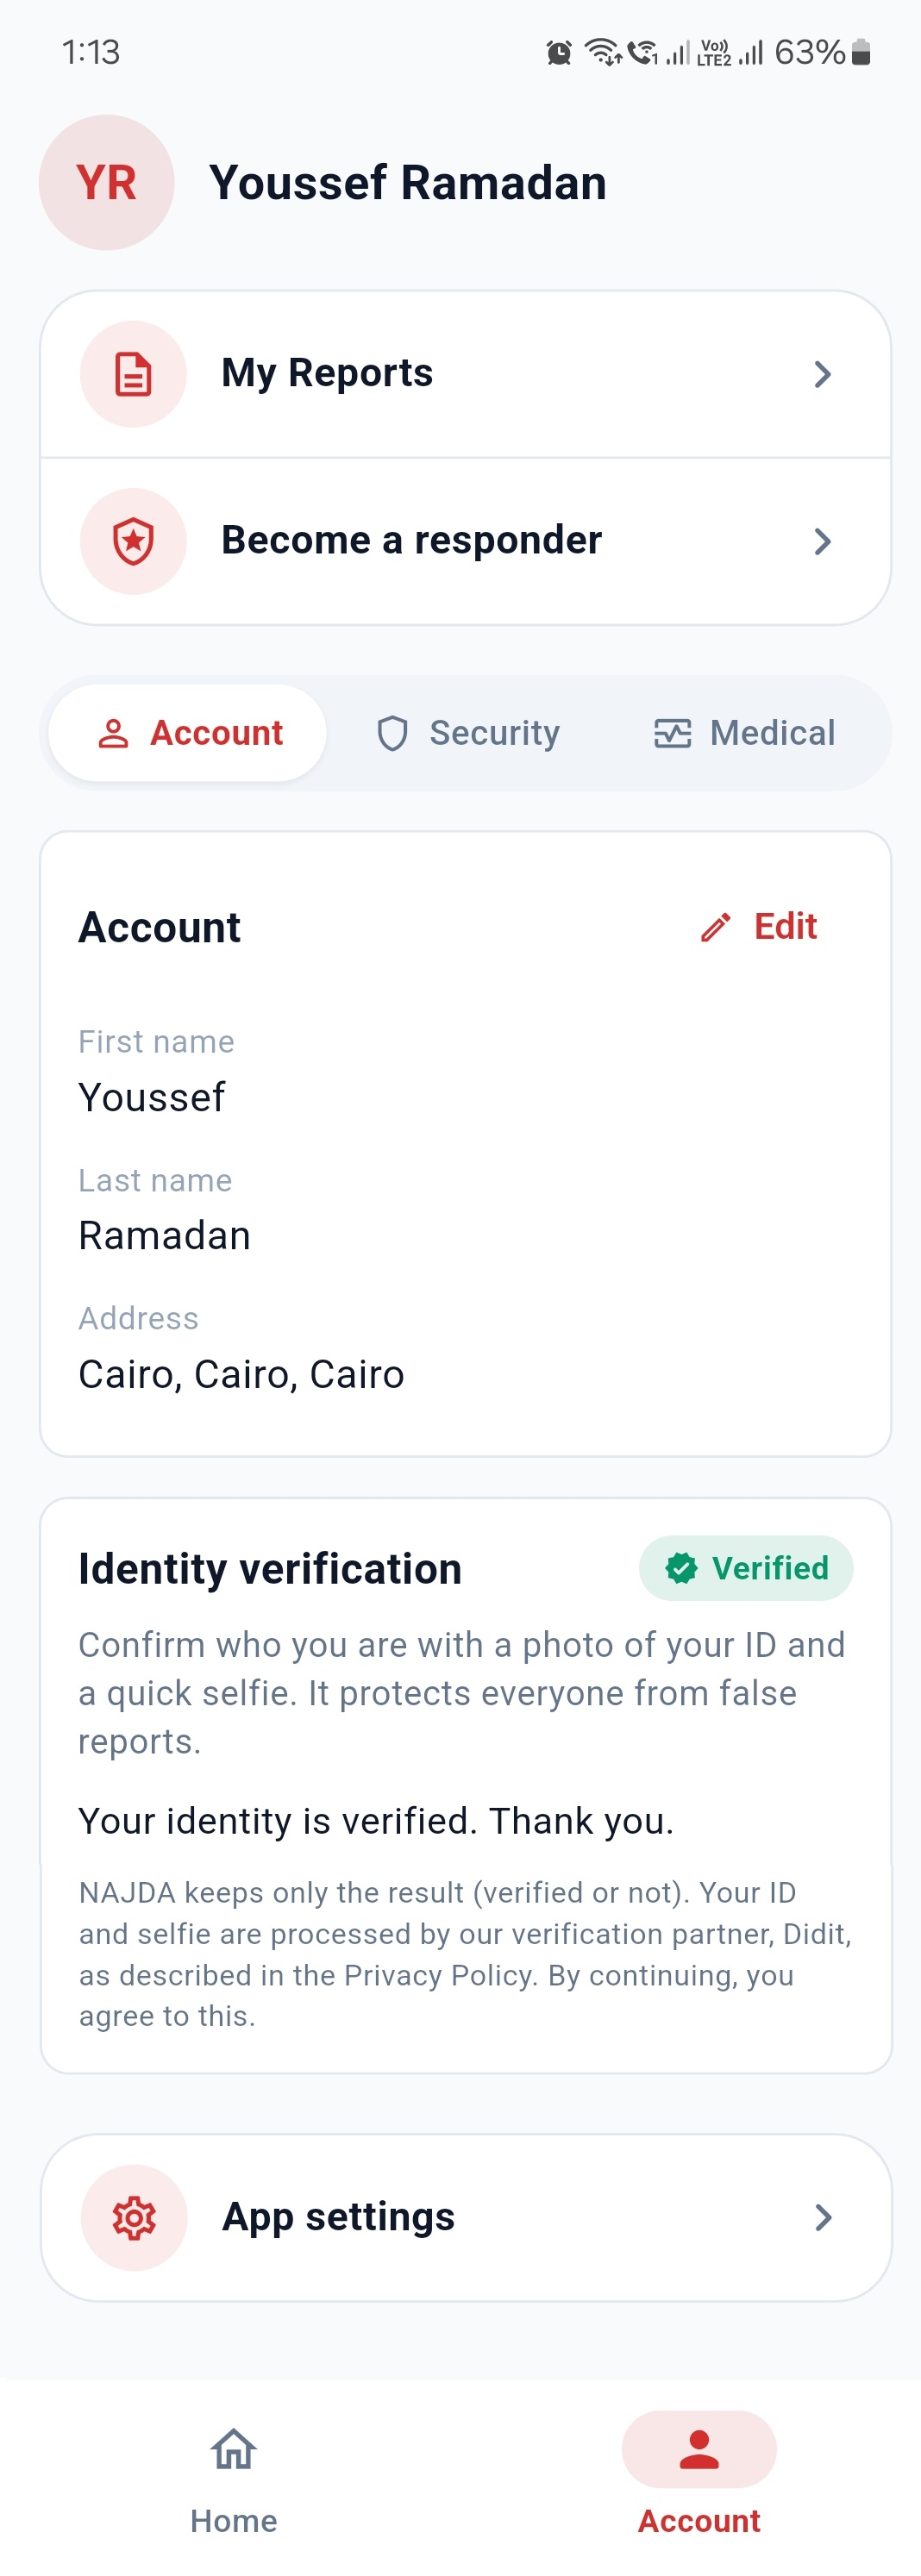 1:13
1 Vo)) LTE2 63%
YR
Youssef Ramadan
My Reports
Become a responder
Account Security Medical
Account Edit
First name
Youssef
Last name
Ramadan
Address
Cairo, Cairo, Cairo
Identity verification Verified
Confirm who you are with a photo of your ID and
a quick selfie. It protects everyone from false
reports.
Your identity is verified. Thank you.
NAJDA keeps only the result (verified or not). Your ID
and selfie are processed by our verification partner, Didit,
as described in the Privacy Policy. By continuing, you
agree to this.
App settings
Home Account